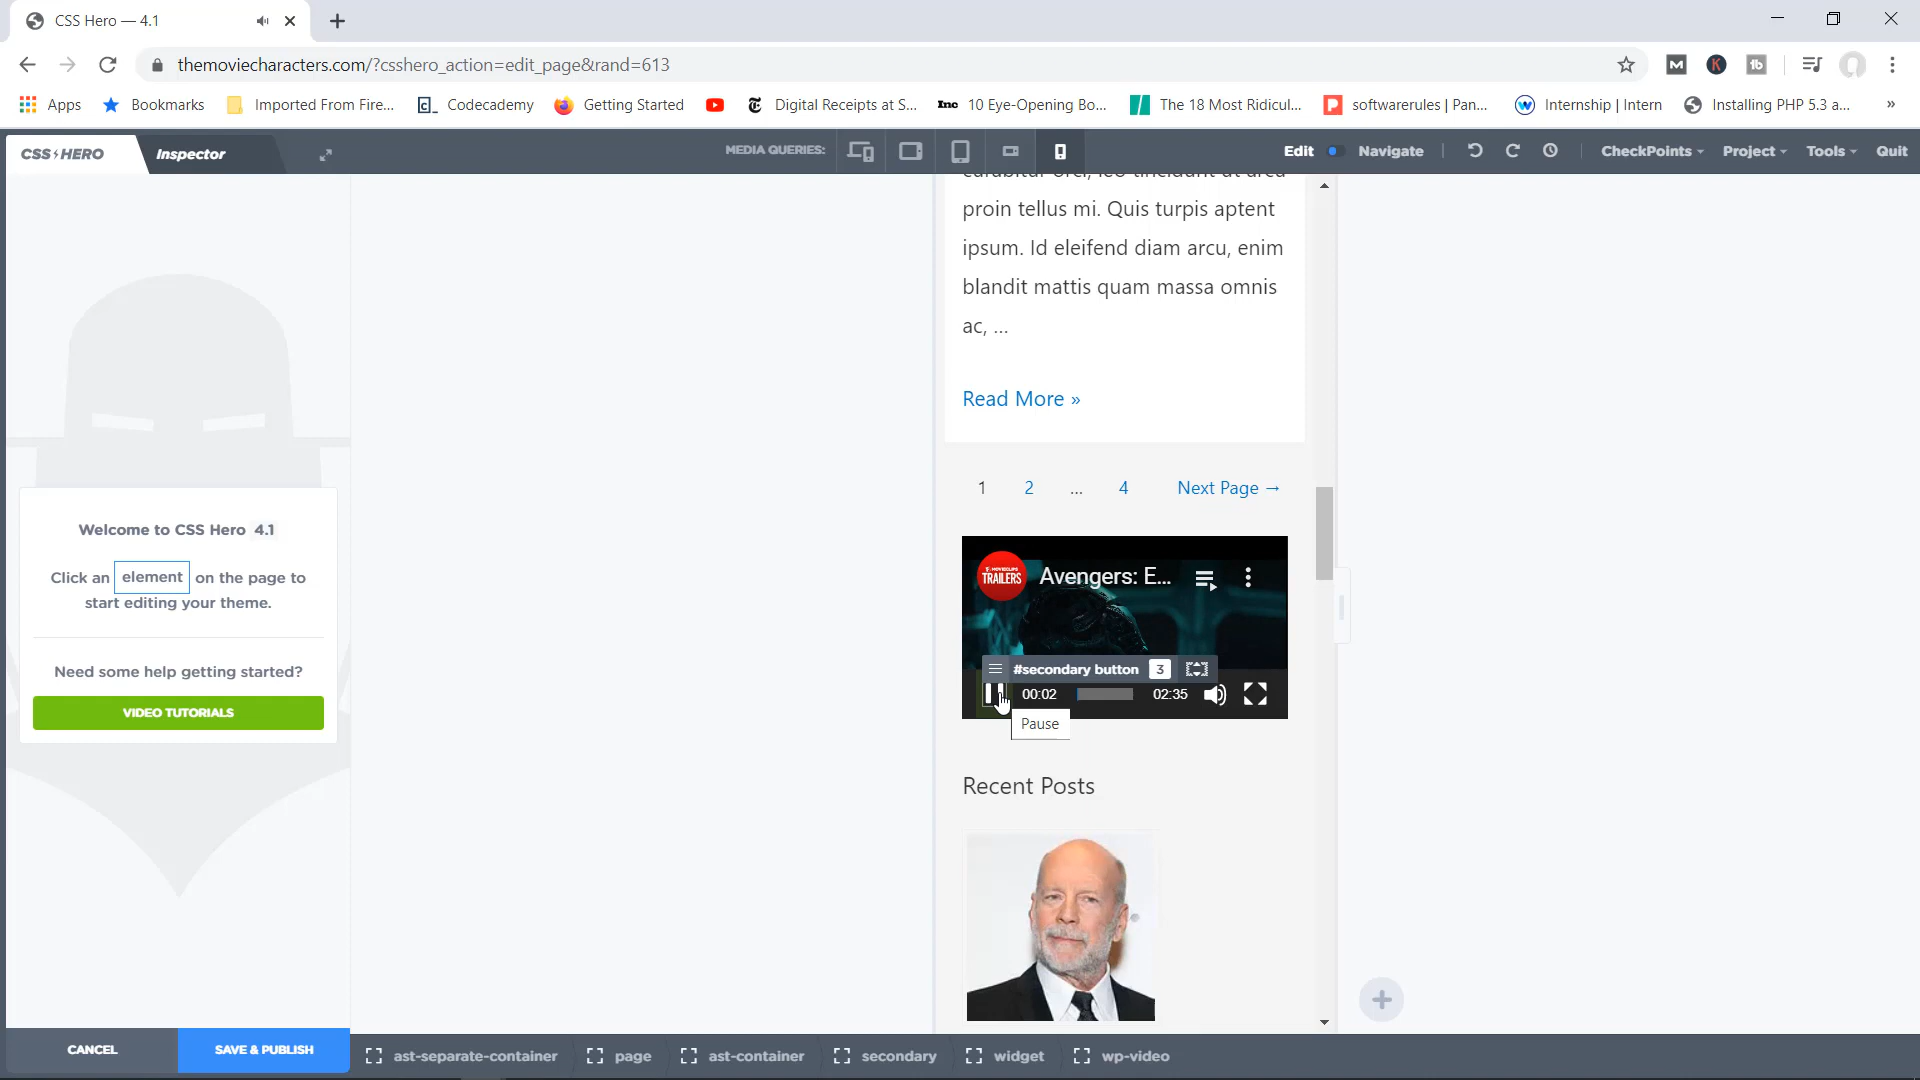 CSS Hero — 4.1
themoviecharacters.com/?csshero_action=edit_page&rand=613
Apps
Bookmarks
Imported From Fire...
Codecademy
Getting Started
Digital Receipts at S...
Inc 10 Eye-Opening Bo...
The 18 Most Ridicul...
softwarerules | Pan...
Internship | Intern
Installing PHP 5.3 a...
»
CSS HERO
Inspector
MEDIA QUERIES:
Edit
Navigate
CheckPoints
Project
Tools
Quit
proin tellus mi. Quis turpis aptent
ipsum. Id eleifend diam arcu, enim
blandit mattis quam massa omnis
ac, ...
Read More »
1 2 ... 4 Next Page →
TRAILERS
Avengers: E...
#secondary button 3
00:02 02:35
Pause
Recent Posts
Welcome to CSS Hero 4.1
Click an element on the page to
start editing your theme.
Need some help getting started?
VIDEO TUTORIALS
CANCEL
SAVE & PUBLISH
ast-separate-container
page
ast-container
secondary
widget
wp-video